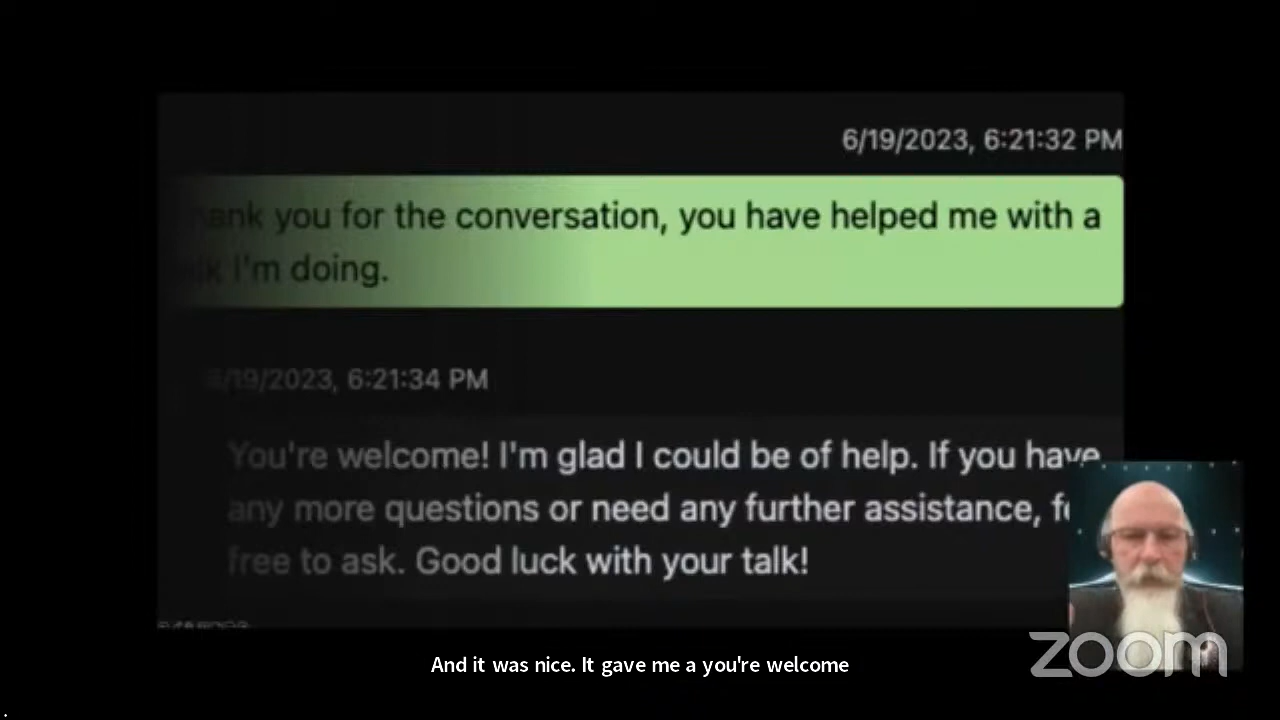 6/19/2023, 6:21:32 PM
you for the conversation, you have helped me with a
I'm doing.
/19/2023, 6:21:34 PM
You're welcome! I'm glad I could be of help. If you have
any more questions or need any further assistance,
free to ask. Good luck with your talk!
And it was nice. It gave me a you're welcome
zoom